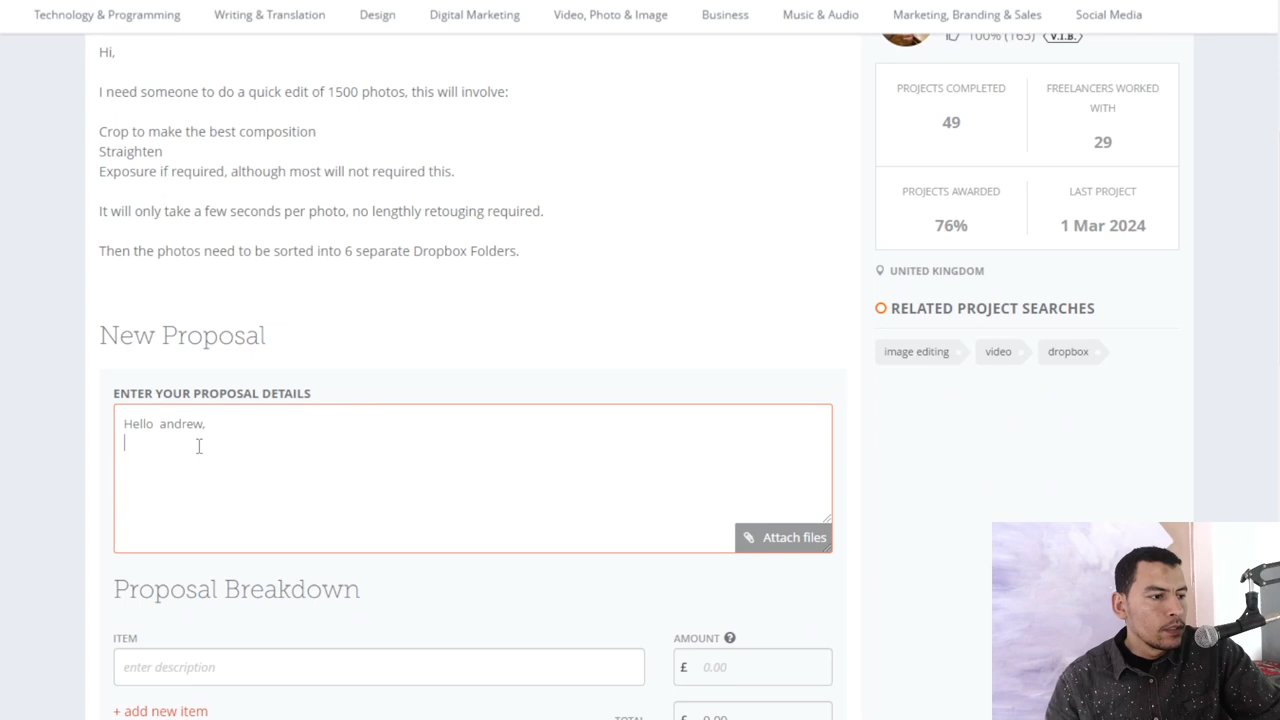 Technology & Programming Writing & Translation Design Digital Marketing Video, Photo & Image Business Music & Audio Marketing, Branding & Sales Social Media
100% (163) V.I.B.
Hi,
I need someone to do a quick edit of 1500 photos, this will involve:
Crop to make the best composition
Straighten
Exposure if required, although most will not required this.
It will only take a few seconds per photo, no lengthly retouging required.
Then the photos need to be sorted into 6 separate Dropbox Folders.
PROJECTS COMPLETED
49
FREELANCERS WORKED
WITH
29
PROJECTS AWARDED
76%
LAST PROJECT
1 Mar 2024
UNITED KINGDOM
RELATED PROJECT SEARCHES
image editing video dropbox
New Proposal
ENTER YOUR PROPOSAL DETAILS
Hello andrew,
Attach files
Proposal Breakdown
ITEM AMOUNT ?
enter description £ 0.00
+ add new item TOTAL £ 0.00